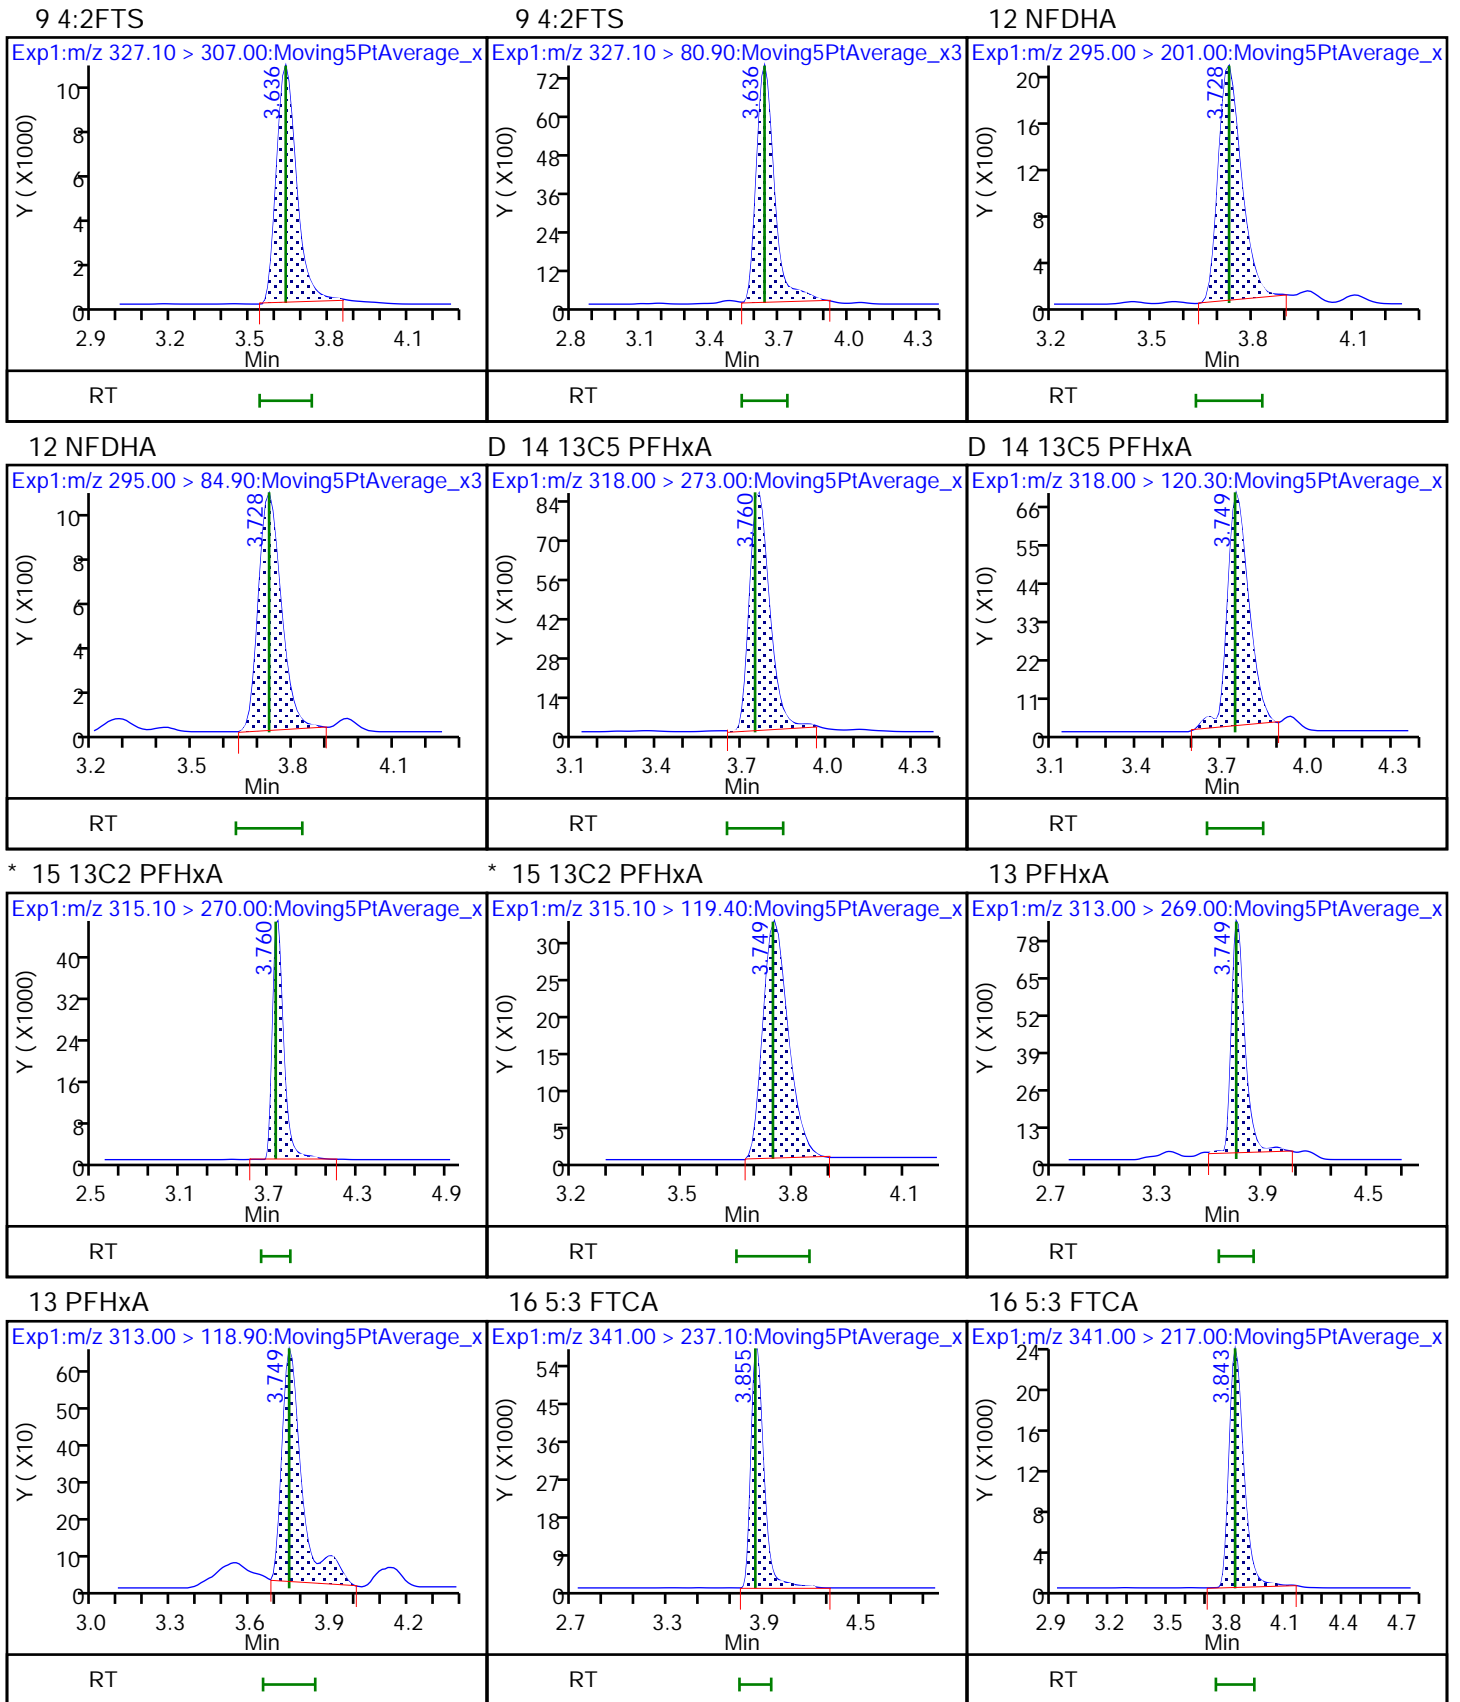 9 4:2FTS
Exp1:m/z 327.10 > 307.00:Moving5PtAverage_x
3.636
Y ( X1000)
10
8
6
4
2
0
2.9 3.2 3.5 3.8 4.1
Min
RT
9 4:2FTS
Exp1:m/z 327.10 > 80.90:Moving5PtAverage_x3
3.636
Y ( X100)
72
60
48
36
24
12
0
2.8 3.1 3.4 3.7 4.0 4.3
Min
RT
12 NFDHA
Exp1:m/z 295.00 > 201.00:Moving5PtAverage_x
3.728
Y ( X100)
20
16
12
8
4
0
3.2 3.5 3.8 4.1
Min
RT
12 NFDHA
Exp1:m/z 295.00 > 84.90:Moving5PtAverage_x3
3.728
Y ( X100)
10
8
6
4
2
0
3.2 3.5 3.8 4.1
Min
RT
D 14 13C5 PFHxA
Exp1:m/z 318.00 > 273.00:Moving5PtAverage_x
3.760
Y ( X100)
84
70
56
42
28
14
0
3.1 3.4 3.7 4.0 4.3
Min
RT
D 14 13C5 PFHxA
Exp1:m/z 318.00 > 120.30:Moving5PtAverage_x
3.749
Y ( X10)
66
55
44
33
22
11
0
3.1 3.4 3.7 4.0 4.3
Min
RT
* 15 13C2 PFHxA
Exp1:m/z 315.10 > 270.00:Moving5PtAverage_x
3.760
Y ( X1000)
40
32
24
16
8
0
2.5 3.1 3.7 4.3 4.9
Min
RT
* 15 13C2 PFHxA
Exp1:m/z 315.10 > 119.40:Moving5PtAverage_x
3.749
Y ( X10)
30
25
20
15
10
5
0
3.2 3.5 3.8 4.1
Min
RT
13 PFHxA
Exp1:m/z 313.00 > 269.00:Moving5PtAverage_x
3.749
Y ( X100)
78
65
52
39
26
13
0
2.7 3.3 3.9 4.5
Min
RT
13 PFHxA
Exp1:m/z 313.00 > 118.90:Moving5PtAverage_x
3.749
Y ( X10)
60
50
40
30
20
10
0
3.0 3.3 3.6 3.9 4.2
Min
RT
16 5:3 FTCA
Exp1:m/z 341.00 > 237.10:Moving5PtAverage_x
3.855
Y ( X1000)
54
45
36
27
18
9
0
2.7 3.3 3.9 4.5
Min
RT
16 5:3 FTCA
Exp1:m/z 341.00 > 217.00:Moving5PtAverage_x
3.843
Y ( X1000)
24
20
16
12
8
4
0
2.9 3.2 3.5 3.8 4.1 4.4 4.7
Min
RT